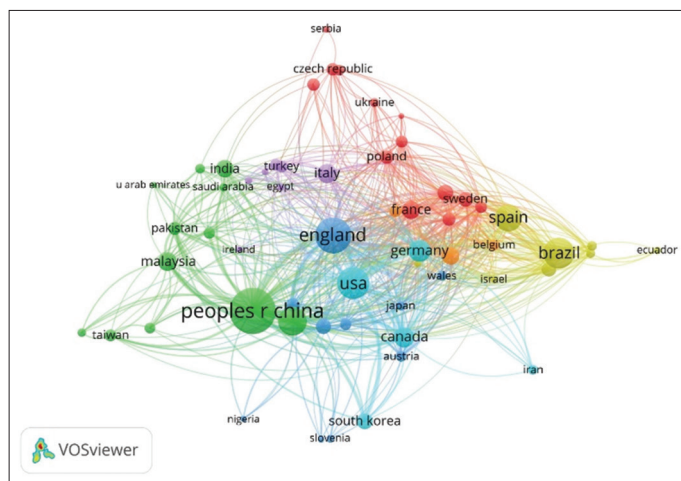 serbia
czech republic
ukraine
india
turkey
italy
poland
u arab emirates
saudi arabia
egypt
sweden
france
spain
pakistan
england
ireland
germany
belgium
brazil
ecuador
malaysia
wales
israel
usa
japan
peoples r china
taiwan
canada
austria
iran
nigeria
south korea
slovenia
VOSviewer